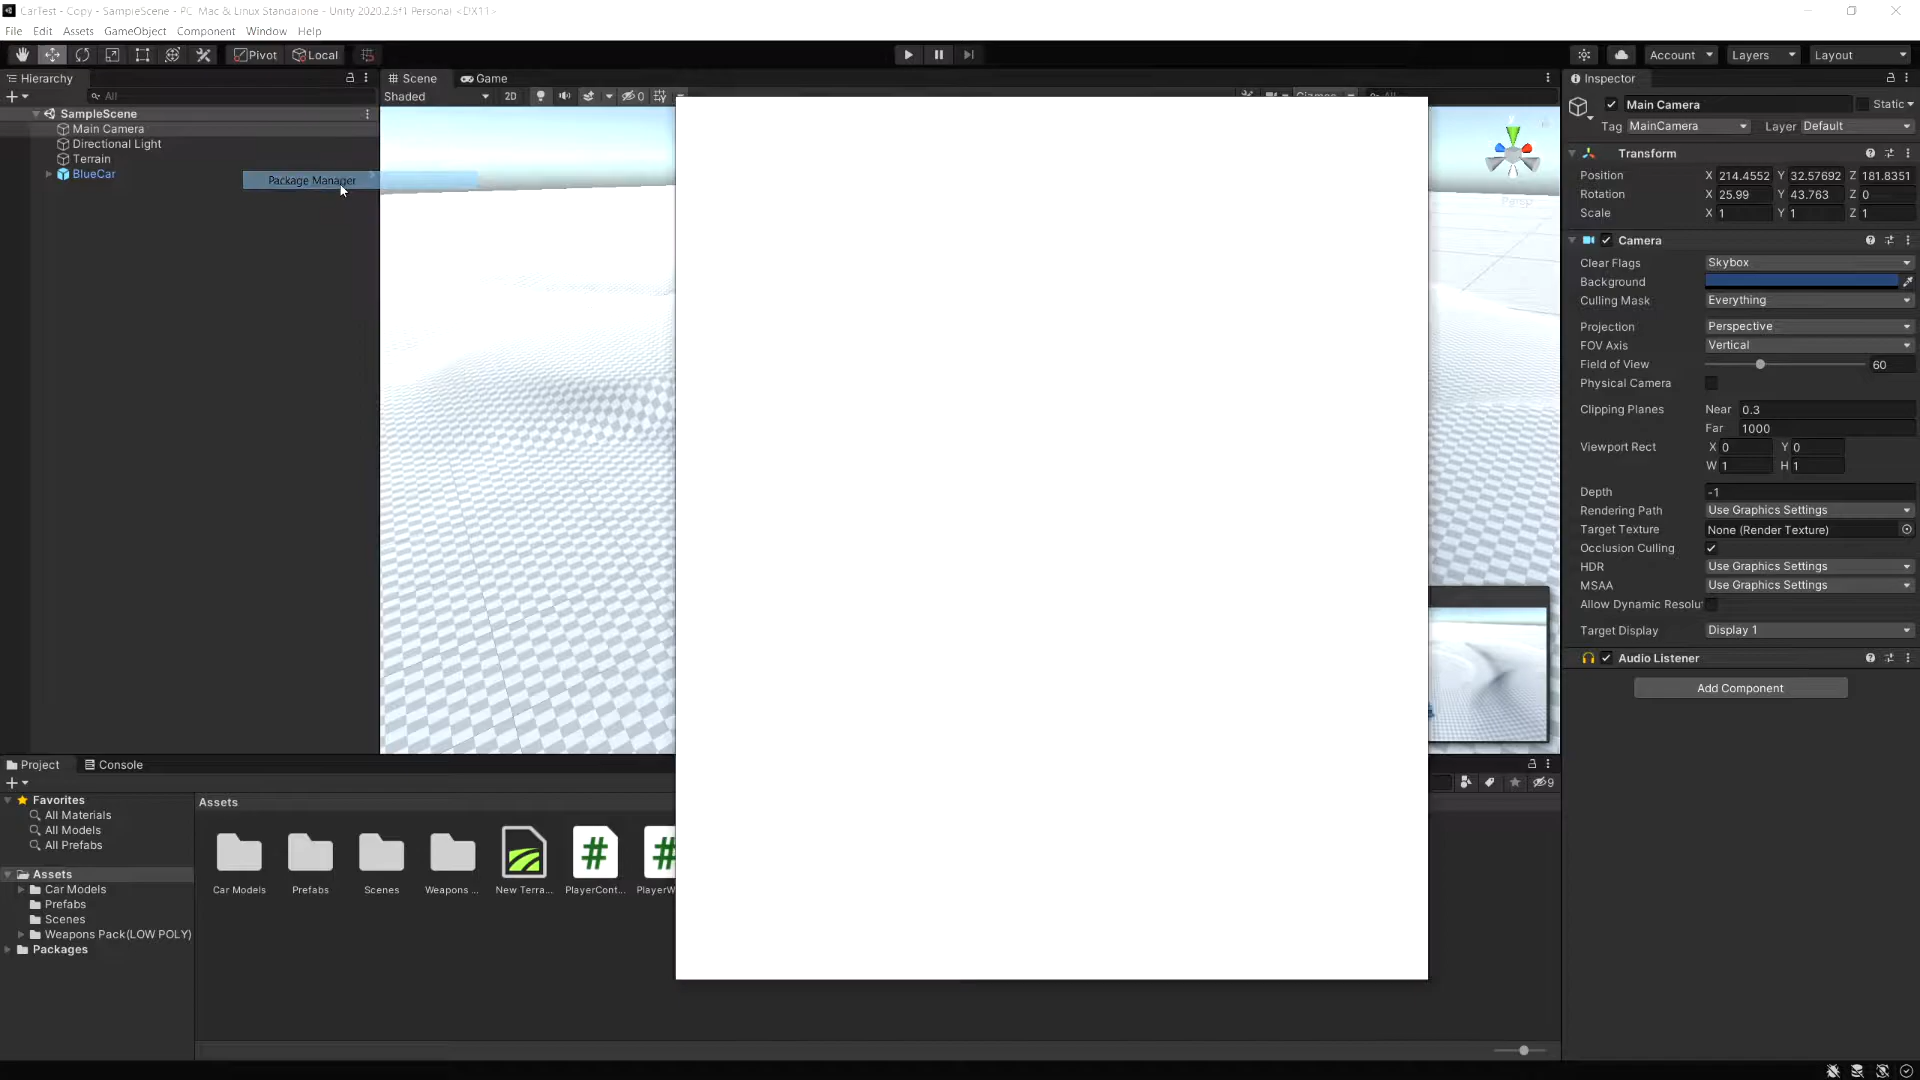 CarTest - Copy - SampleScene - PC, Mac & Linux Standalone - Unity 2020.2.5f1 Personal <DX11>
File Edit Assets GameObject Component Window Help
Pivot Local Account Layers Layout
Hierarchy
Scene Game
Inspector
All
Shaded 2D 0
Gizmos All
SampleScene
Main Camera
Directional Light
Terrain
BlueCar
Package Manager
Persp
Main Camera Static
Tag MainCamera Layer Default
Transform
Position X 214.4552 Y 32.57692 Z 181.8351
Rotation X 25.99 Y 43.763 Z 0
Scale X 1 Y 1 Z 1
Camera
Clear Flags Skybox
Background
Culling Mask Everything
Projection Perspective
FOV Axis Vertical
Field of View 60
Physical Camera
Clipping Planes Near 0.3
Far 1000
Viewport Rect X 0 Y 0
W 1 H 1
Depth -1
Rendering Path Use Graphics Settings
Target Texture None (Render Texture)
Occlusion Culling
HDR Use Graphics Settings
MSAA Use Graphics Settings
Allow Dynamic Resolu
Target Display Display 1
Audio Listener
Add Component
Project Console
9
Favorites
All Materials
All Models
All Prefabs
Assets
Car Models
Prefabs
Scenes
Weapons Pack(LOW POLY)
Packages
Assets
Car Models Prefabs Scenes Weapons ... New Terra... PlayerCont... PlayerW